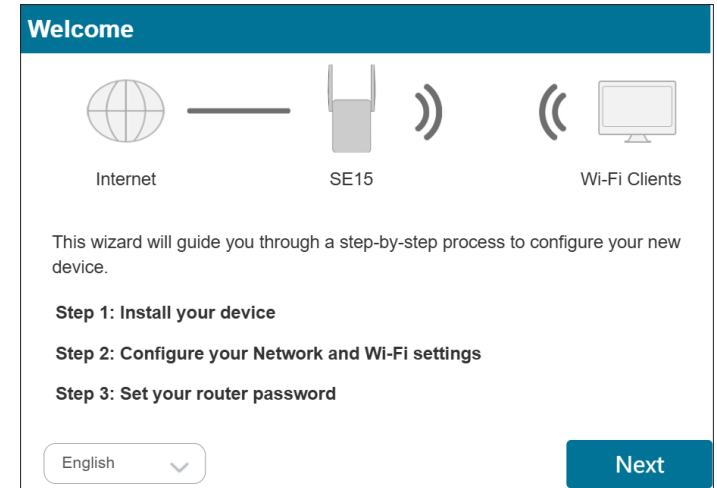 Welcome
Internet
SE15
Wi-Fi Clients
This wizard will guide you through a step-by-step process to configure your new
device.
Step 1: Install your device
Step 2: Configure your Network and Wi-Fi settings
Step 3: Set your router password
English
Next